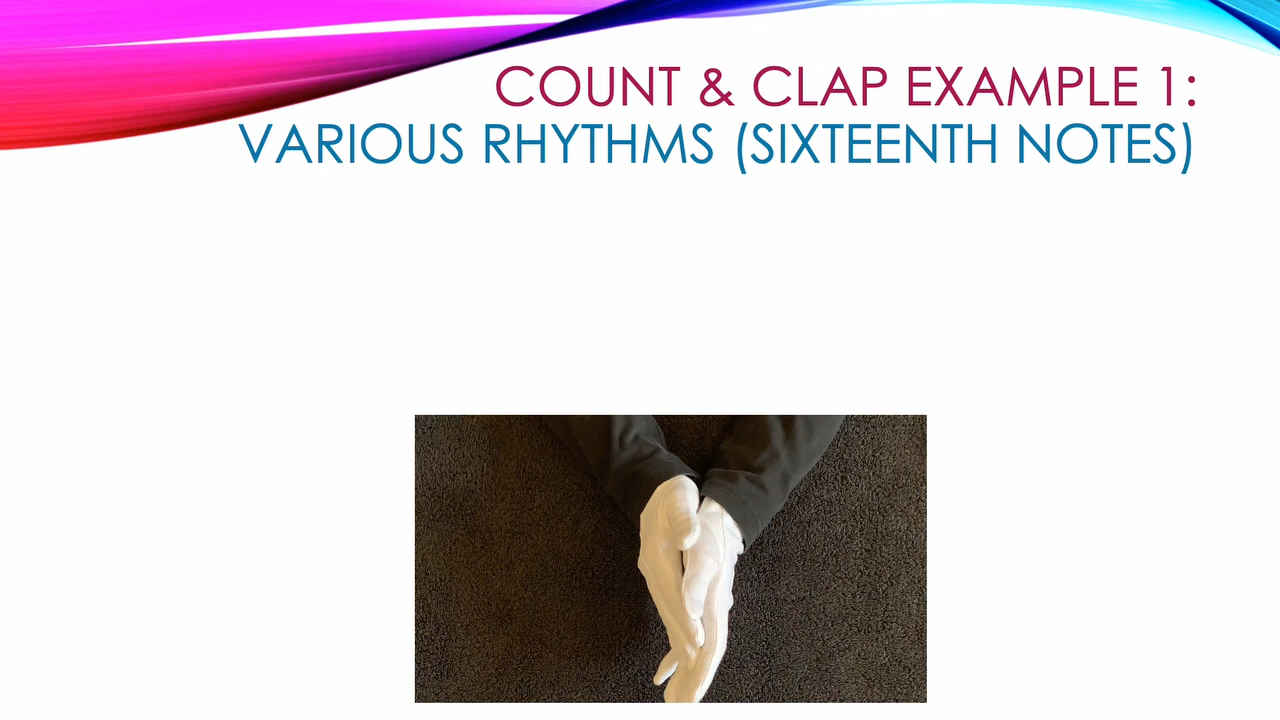 COUNT & CLAP EXAMPLE 1:
VARIOUS RHYTHMS (SIXTEENTH NOTES)